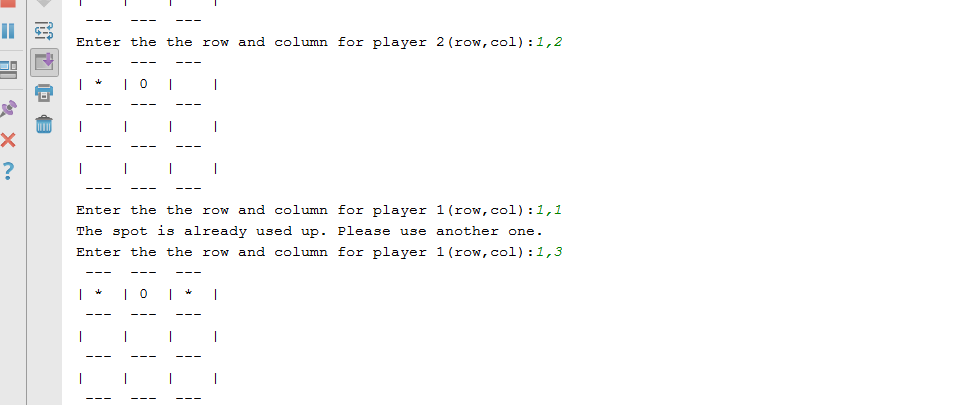 |    |    |    |
 ---  ---  ---
Enter the the row and column for player 2(row,col):1,2
 ---  ---  ---
| *  | 0  |    |
 ---  ---  ---
|    |    |    |
 ---  ---  ---
|    |    |    |
 ---  ---  ---
Enter the the row and column for player 1(row,col):1,1
The spot is already used up. Please use another one.
Enter the the row and column for player 1(row,col):1,3
 ---  ---  ---
| *  | 0  | *  |
 ---  ---  ---
|    |    |    |
 ---  ---  ---
|    |    |    |
 ---  ---  ---
?